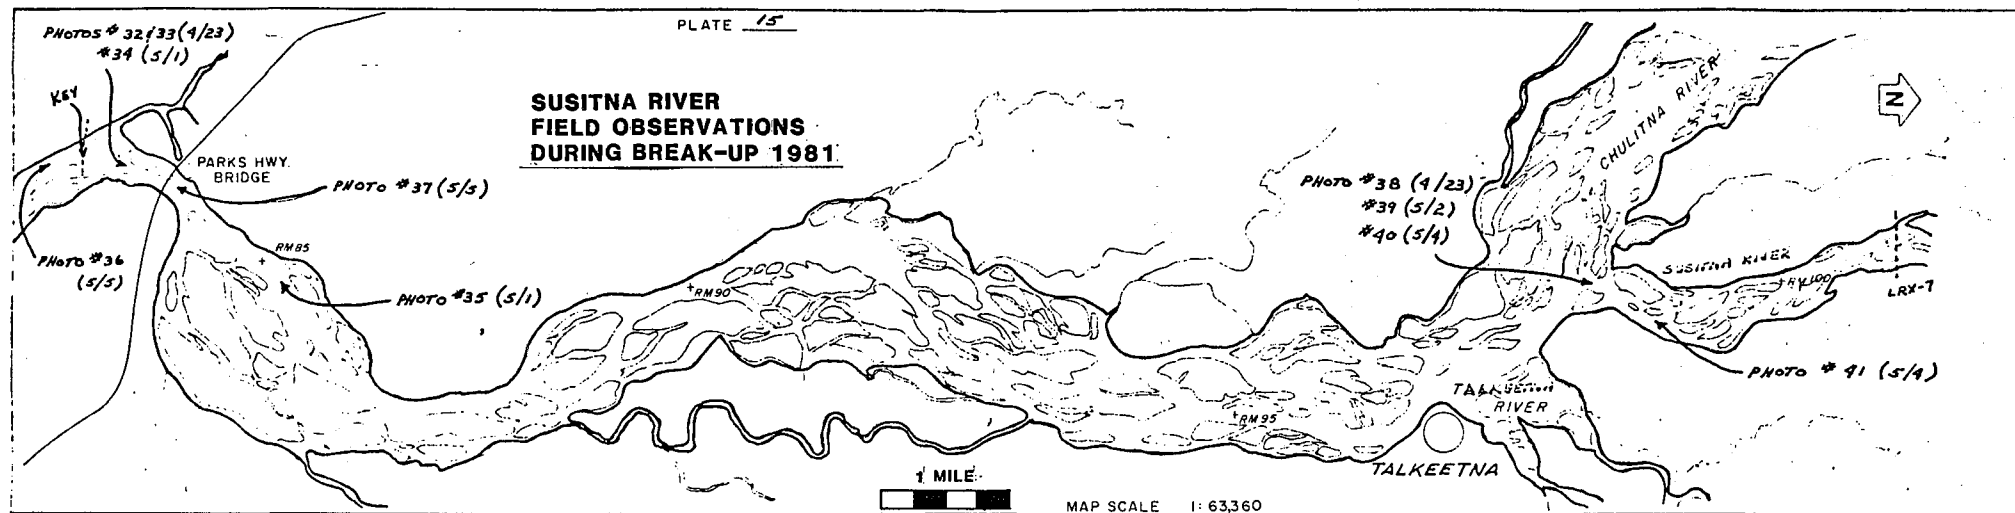 PLATE 15
PHOTOS # 32 & 33 (4/23)
#34 (5/1)
KEY
PARKS HWY.
BRIDGE
SUSITNA RIVER
FIELD OBSERVATIONS
DURING BREAK-UP 1981
PHOTO #37 (5/5)
RM85
PHOTO #36
(5/5)
PHOTO #35 (5/1)
RM90
PHOTO #38 (4/23)
#39 (5/2)
#40 (5/4)
CHULITNA RIVER
N
SUSITNA RIVER
RM100
LRX-7
PHOTO # 41 (5/4)
TALKEETNA
RIVER
RM95
TALKEETNA
1 MILE
MAP SCALE 1: 63,360